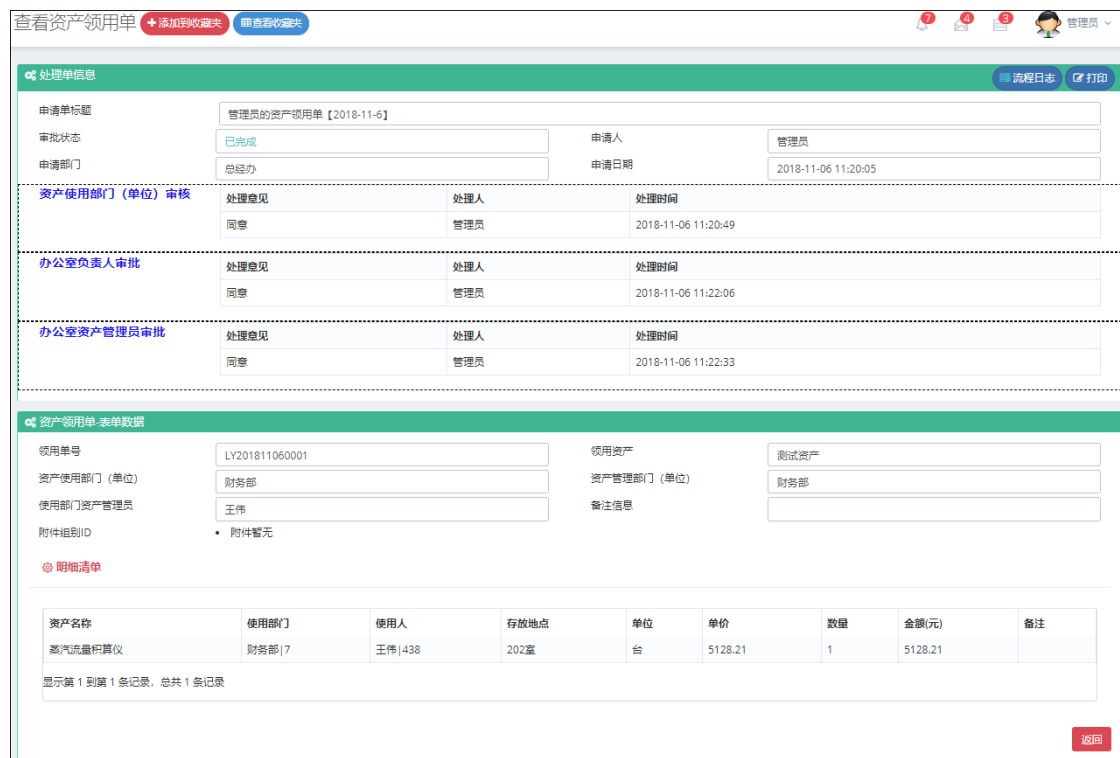 查看资产领用单 添加到收藏夹 查看收藏夹 7 4 3 管理员
处理单信息 流程日志 打印
申请单标题 管理员的资产领用单【2018-11-6】
审批状态 已完成 申请人 管理员
申请部门 总经办 申请日期 2018-11-06 11:20:05
资产使用部门（单位）审核 处理意见 处理人 处理时间
同意 管理员 2018-11-06 11:20:49
办公室负责人审批 处理意见 处理人 处理时间
同意 管理员 2018-11-06 11:22:06
办公室资产管理员审批 处理意见 处理人 处理时间
同意 管理员 2018-11-06 11:22:33
资产领用单-表单数据
领用单号 LY201811060001 领用资产 测试资产
资产使用部门（单位） 财务部 资产管理部门（单位） 财务部
使用部门资产管理员 王伟 备注信息
附件组别ID • 附件暂无
明细清单
资产名称 使用部门 使用人 存放地点 单位 单价 数量 金额(元) 备注
蒸汽流量积算仪 财务部|7 王伟|438 202室 台 5128.21 1 5128.21
显示第 1 到第 1 条记录，总共 1 条记录
返回